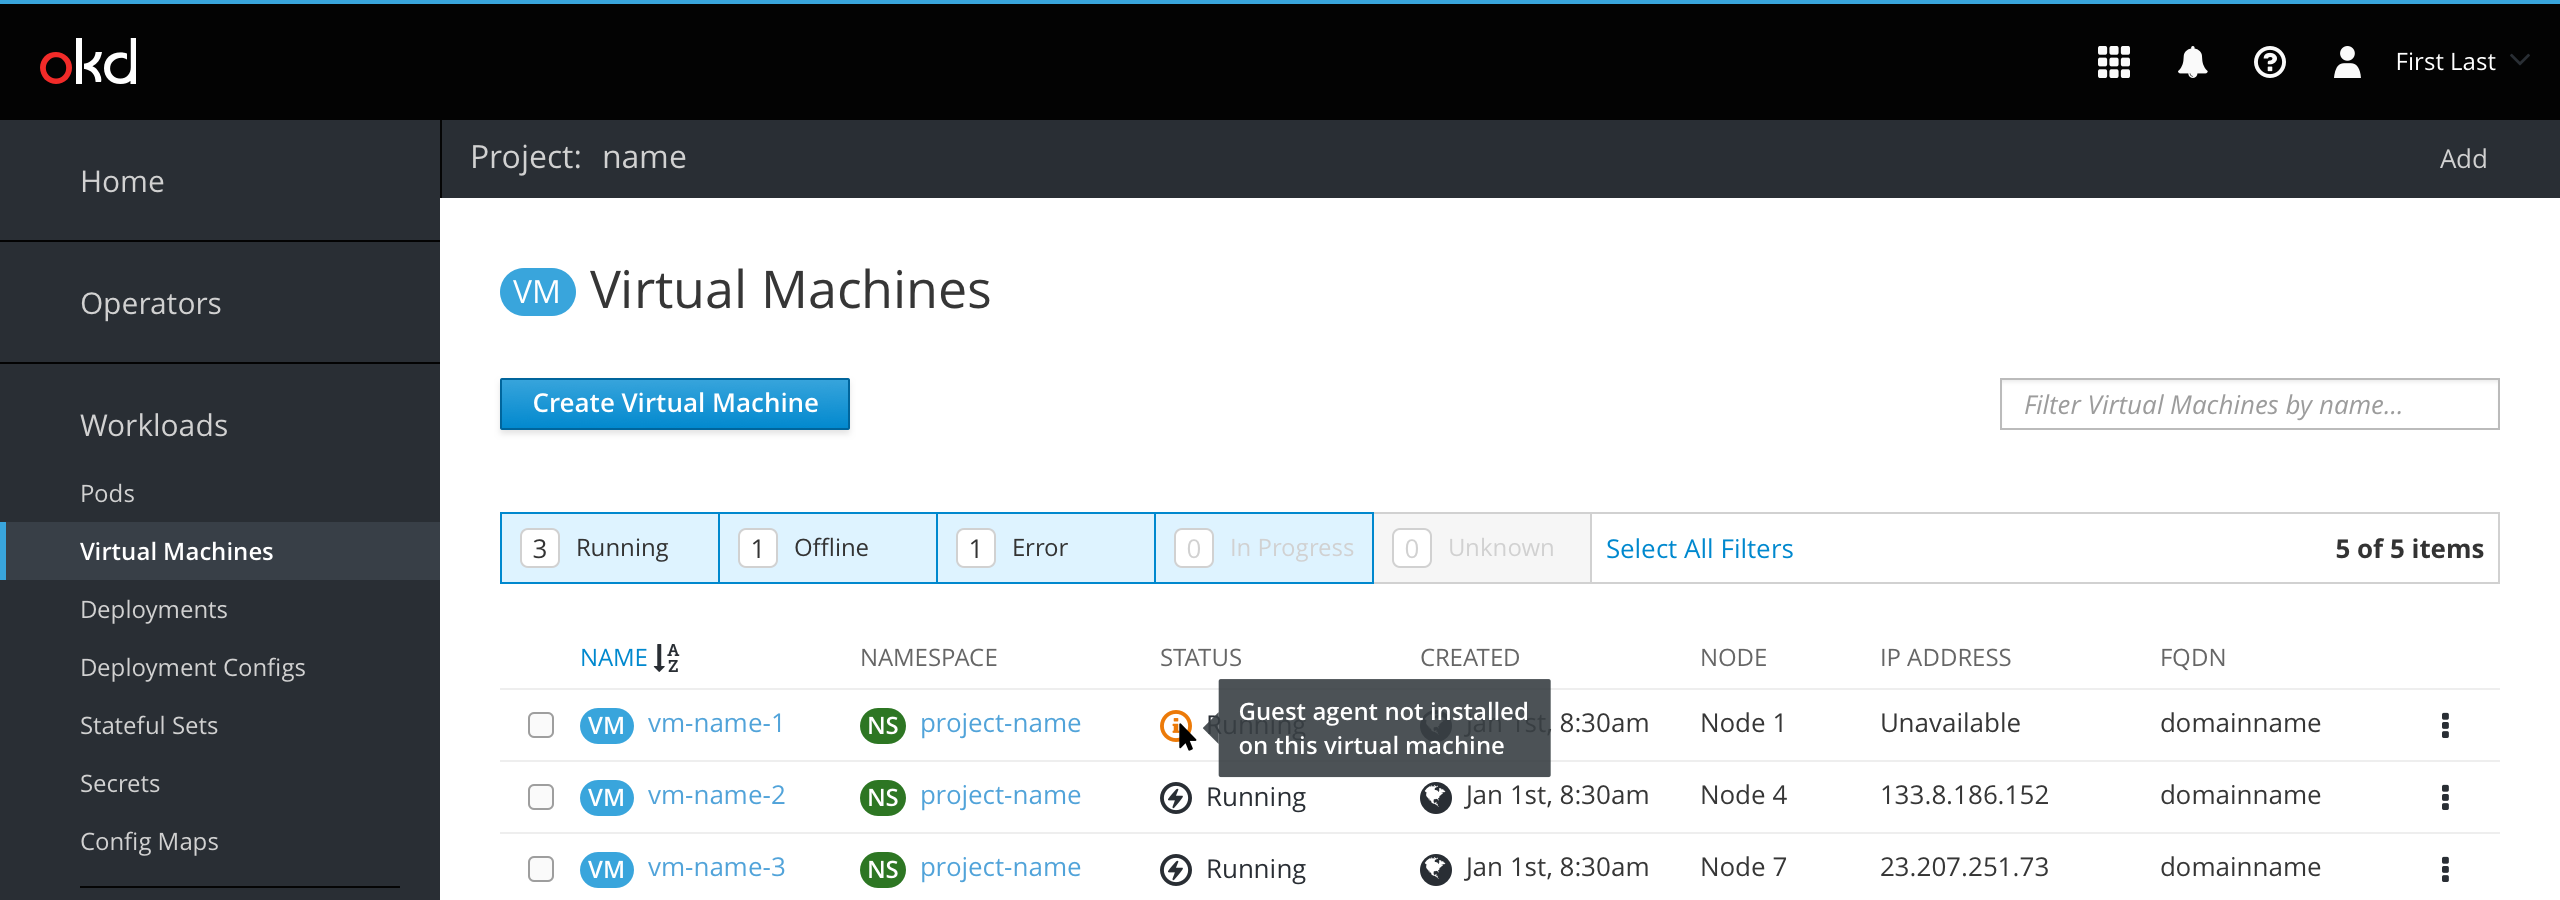 okd
First Last
Project: name
Add
Home
Operators
Workloads
Pods
Virtual Machines
Deployments
Deployment Configs
Stateful Sets
Secrets
Config Maps
VM Virtual Machines
Create Virtual Machine
Filter Virtual Machines by name...
3 Running 1 Offline 1 Error 0 In Progress 0 Unknown Select All Filters 5 of 5 items
NAME AZ NAMESPACE STATUS CREATED NODE IP ADDRESS FQDN
VM vm-name-1 NS project-name Running Jan 1st, 8:30am Node 1 Unavailable domainname
Guest agent not installed
on this virtual machine
VM vm-name-2 NS project-name Running Jan 1st, 8:30am Node 4 133.8.186.152 domainname
VM vm-name-3 NS project-name Running Jan 1st, 8:30am Node 7 23.207.251.73 domainname